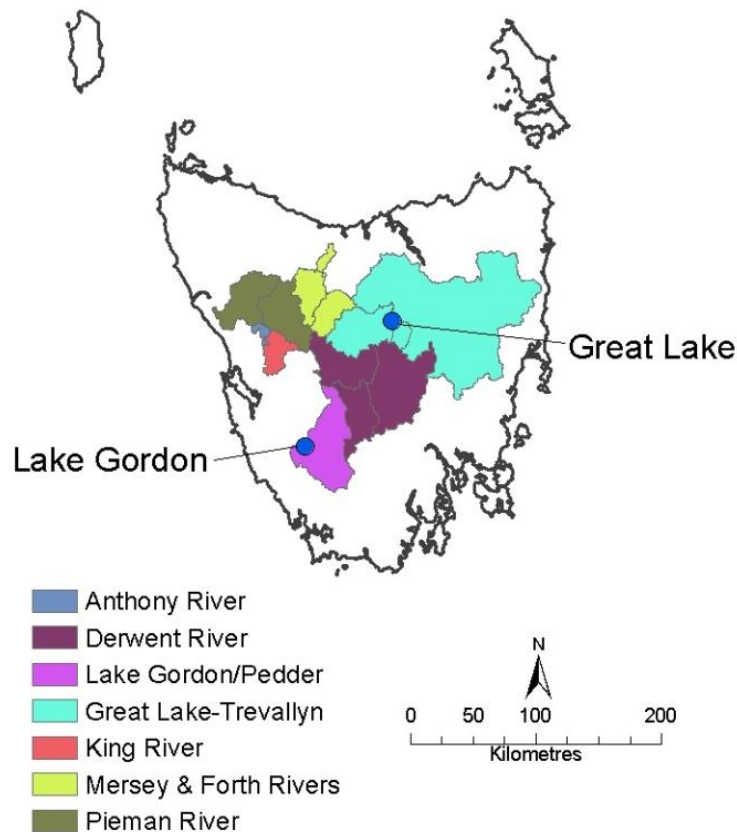 Great Lake
Lake Gordon
Anthony River
Derwent River
Lake Gordon/Pedder
Great Lake-Trevallyn
King River
Mersey & Forth Rivers
Pieman River
N
0 50 100 200
Kilometres